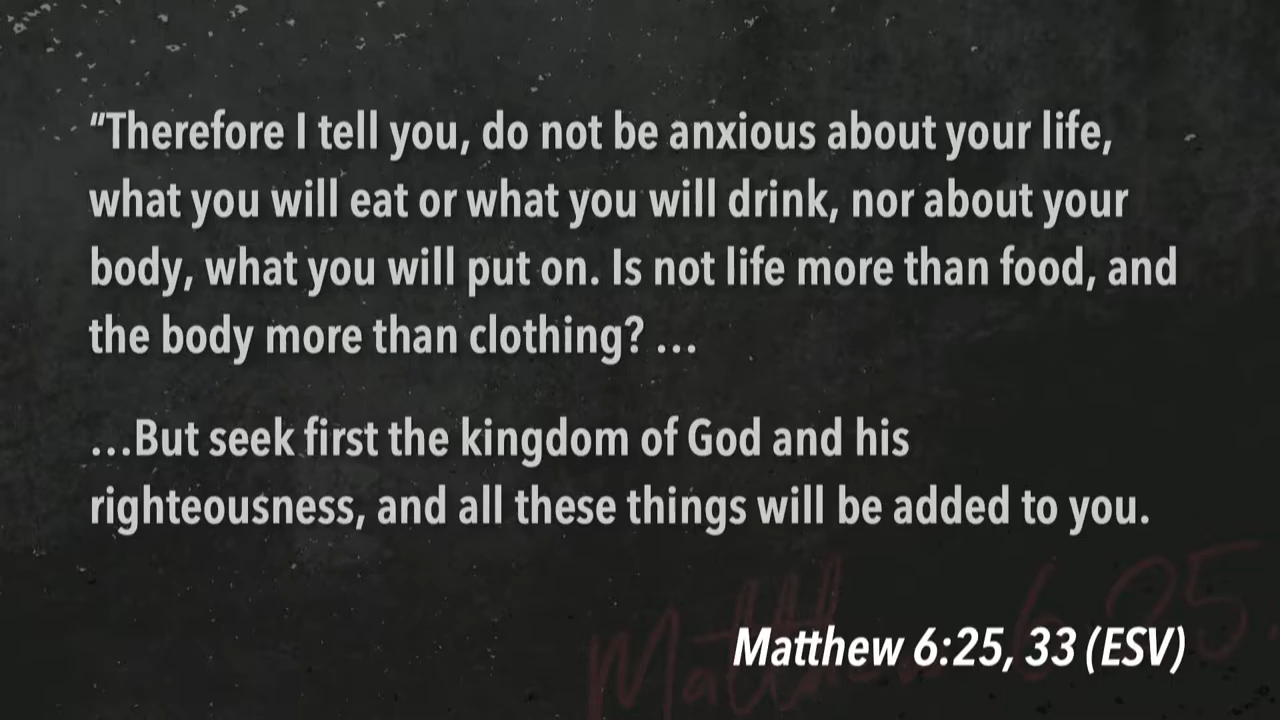 "Therefore I tell you, do not be anxious about your life,
what you will eat or what you will drink, nor about your
body, what you will put on. Is not life more than food, and
the body more than clothing? …
…But seek first the kingdom of God and his
righteousness, and all these things will be added to you.
Matthew 6:25
Matthew 6:25, 33 (ESV)